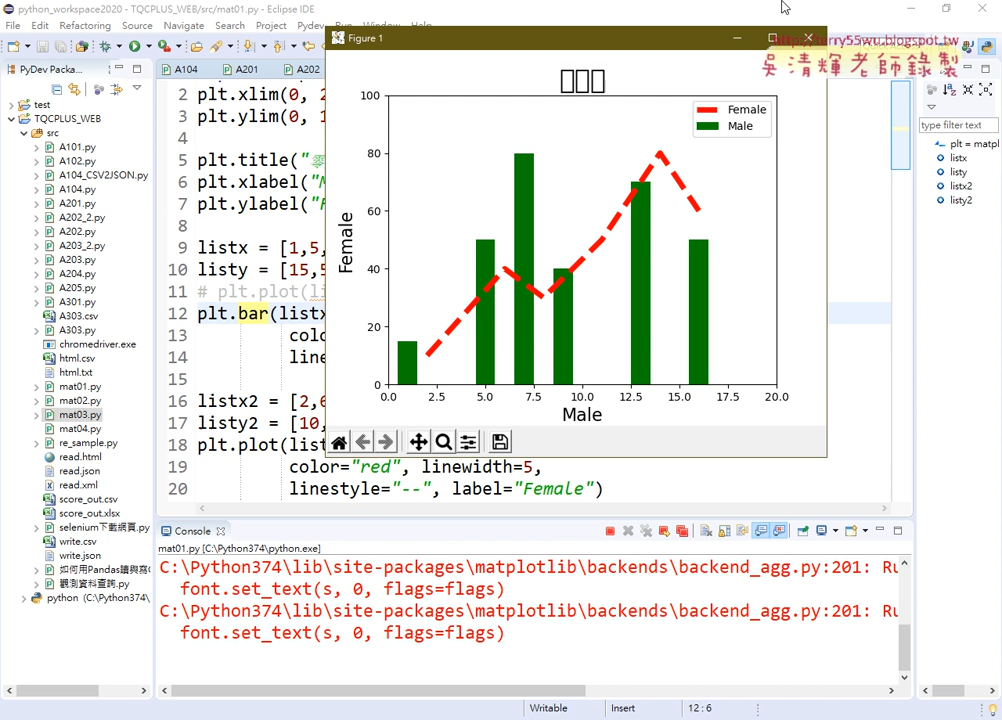 python_workspace2020 - TQCPLUS_WEB/src/mat01.py - Eclipse IDE
File Edit Refactoring Source Navigate Search Project Pydev Run Window Help
http://terry55wu.blogspot.tw
吳清輝老師錄製
PyDev Packa...
A104 A201 A202
test
TQCPLUS_WEB
src
A101.py
A102.py
A104_CSV2JSON.py
A104.py
A201.py
A202_2.py
A202.py
A203_2.py
A203.py
A204.py
A205.py
A301.py
A303.csv
A303.py
chromedriver.exe
html.csv
html.txt
mat01.py
mat02.py
mat03.py
mat04.py
re_sample.py
read.html
read.json
read.xml
score_out.csv
score_out.xlsx
selenium下載網頁.py
write.csv
write.json
如何用Pandas讀與寫C
觀測資料查詢.py
python (C:\Python374\
2 plt.xlim(0, 2
3 plt.ylim(0, 1
4
5 plt.title("零
6 plt.xlabel("M
7 plt.ylabel("F
8
9 listx = [1,5,
10 listy = [15,5
11 # plt.plot(li
12 plt.bar(listx
13 colo
14 line
15
16 listx2 = [2,6
17 listy2 = [10,
18 plt.plot(list
19 color="red", linewidth=5,
20 linestyle="--", label="Female")
Figure 1
Female
Male
100
80
60
40
20
0
Female
0.0 2.5 5.0 7.5 10.0 12.5 15.0 17.5 20.0
Male
type filter text
plt = matpl
listx
listy
listx2
listy2
Console
mat01.py [C:\Python374\python.exe]
C:\Python374\lib\site-packages\matplotlib\backends\backend_agg.py:201: Ru
font.set_text(s, 0, flags=flags)
C:\Python374\lib\site-packages\matplotlib\backends\backend_agg.py:201: Ru
font.set_text(s, 0, flags=flags)
Writable Insert 12 : 6